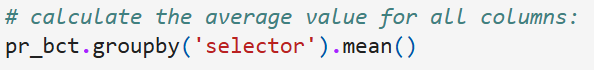 # calculate the average value for all columns:
pr_bct.groupby('selector').mean()